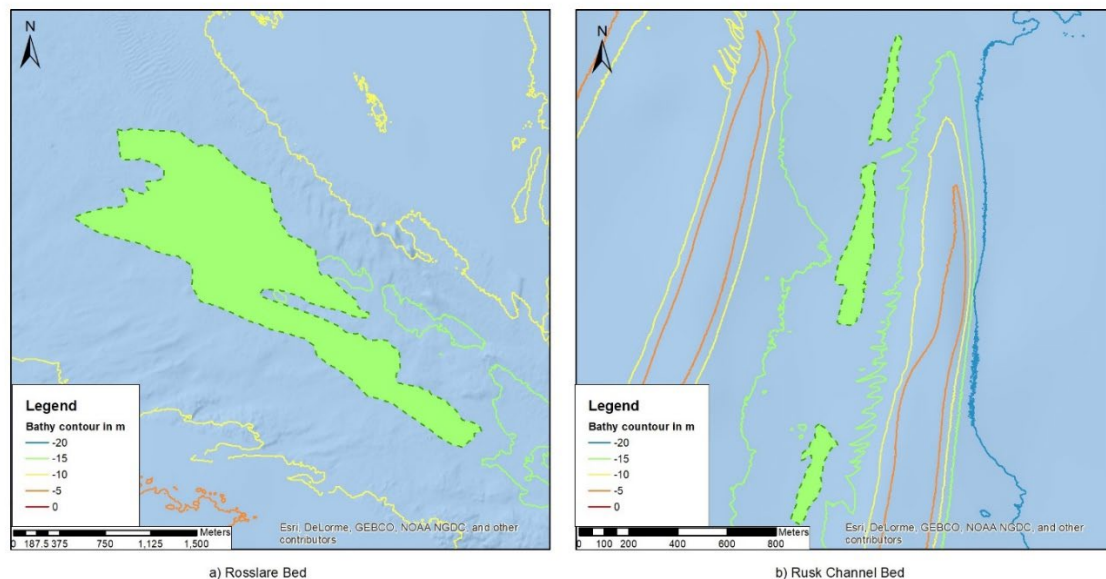 N
Legend
Bathy contour in m
-20
-15
-10
-5
0
Meters
0 187.5 375 750 1,125 1,500
Esri, DeLorme, GEBCO, NOAA NGDC, and other
contributors
a) Rosslare Bed
N
Legend
Bathy countour in m
-20
-15
-10
-5
0
Meters
0 100 200 400 600 800
Esri, DeLorme, GEBCO, NOAA NGDC, and other
contributors
b) Rusk Channel Bed